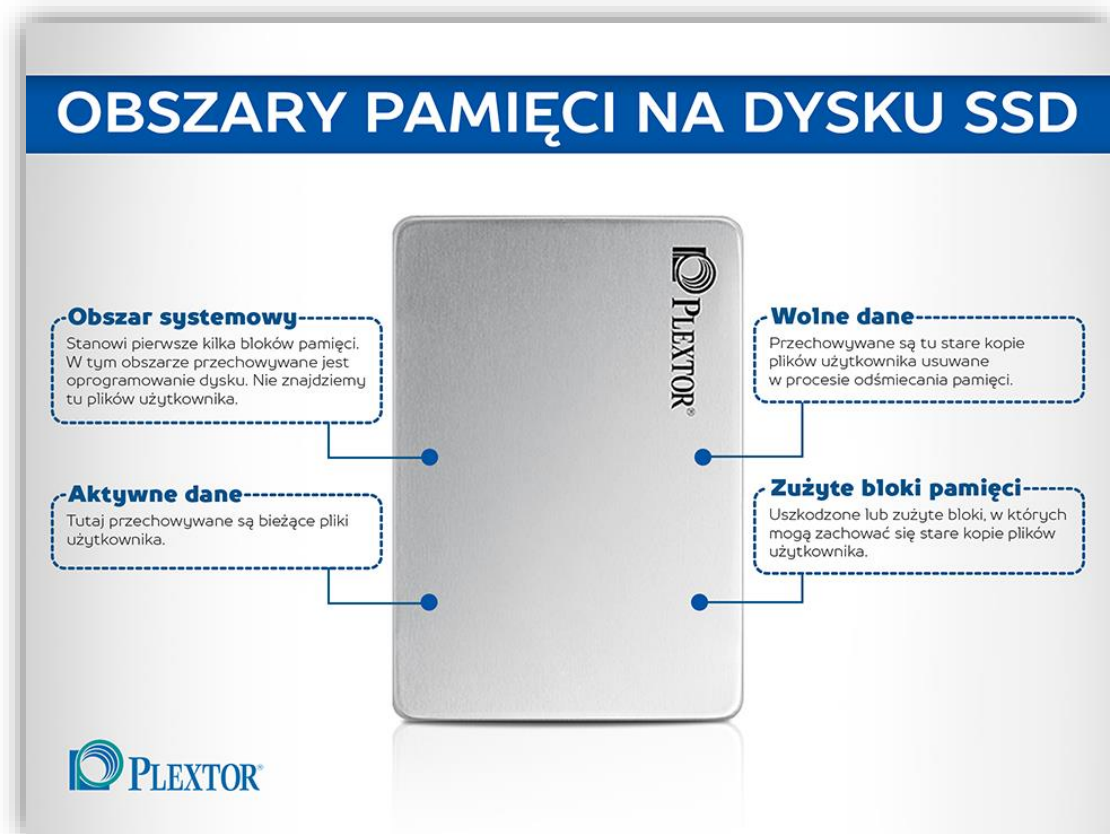 OBSZARY PAMIĘCI NA DYSKU SSD
Obszar systemowy
Stanowi pierwsze kilka bloków pamięci.
W tym obszarze przechowywane jest
oprogramowanie dysku. Nie znajdziemy
tu plików użytkownika.
Aktywne dane
Tutaj przechowywane są bieżące pliki
użytkownika.
PLEXTOR®
Wolne dane
Przechowywane są tu stare kopie
plików użytkownika usuwane
w procesie odśmiecania pamięci.
Zużyte bloki pamięci
Uszkodzone lub zużyte bloki, w których
mogą zachować się stare kopie plików
użytkownika.
PLEXTOR®